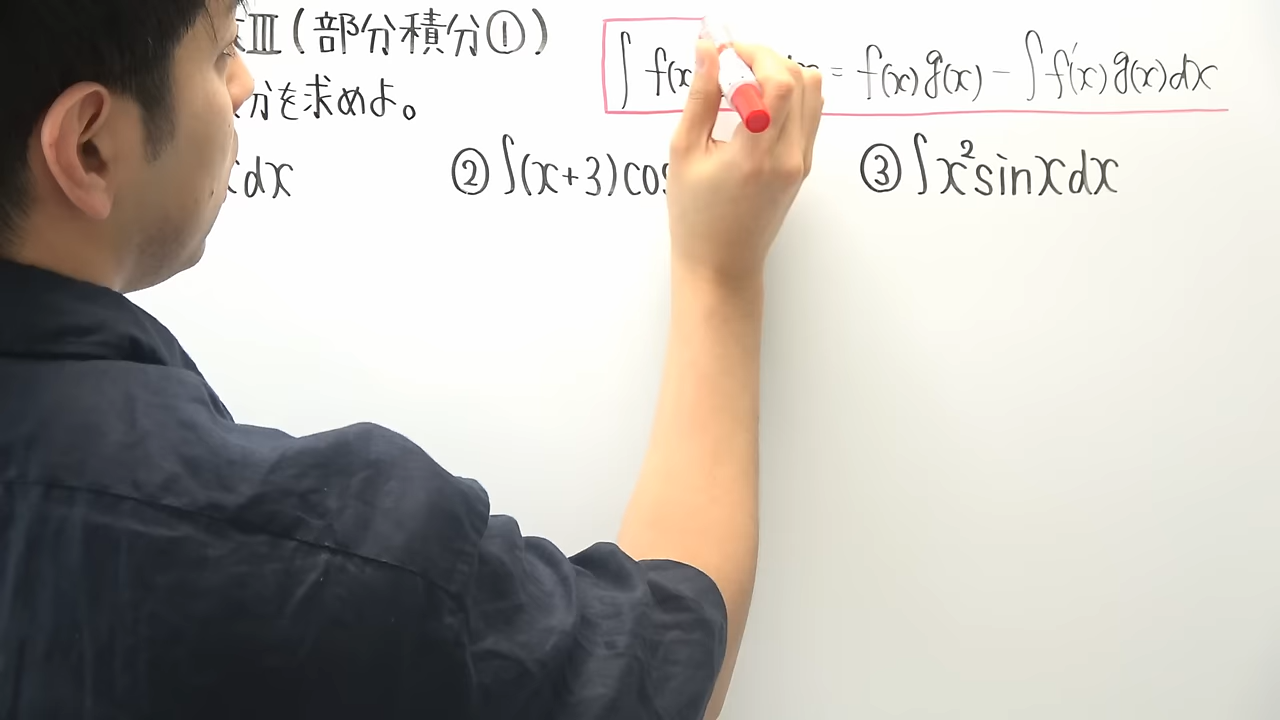 III(部分積分①)
分を求めよ。
∫f(x = f(x)g(x) − ∫f'(x)g(x)dx
dx
② ∫(x+3)cos
③ ∫x²sinxdx